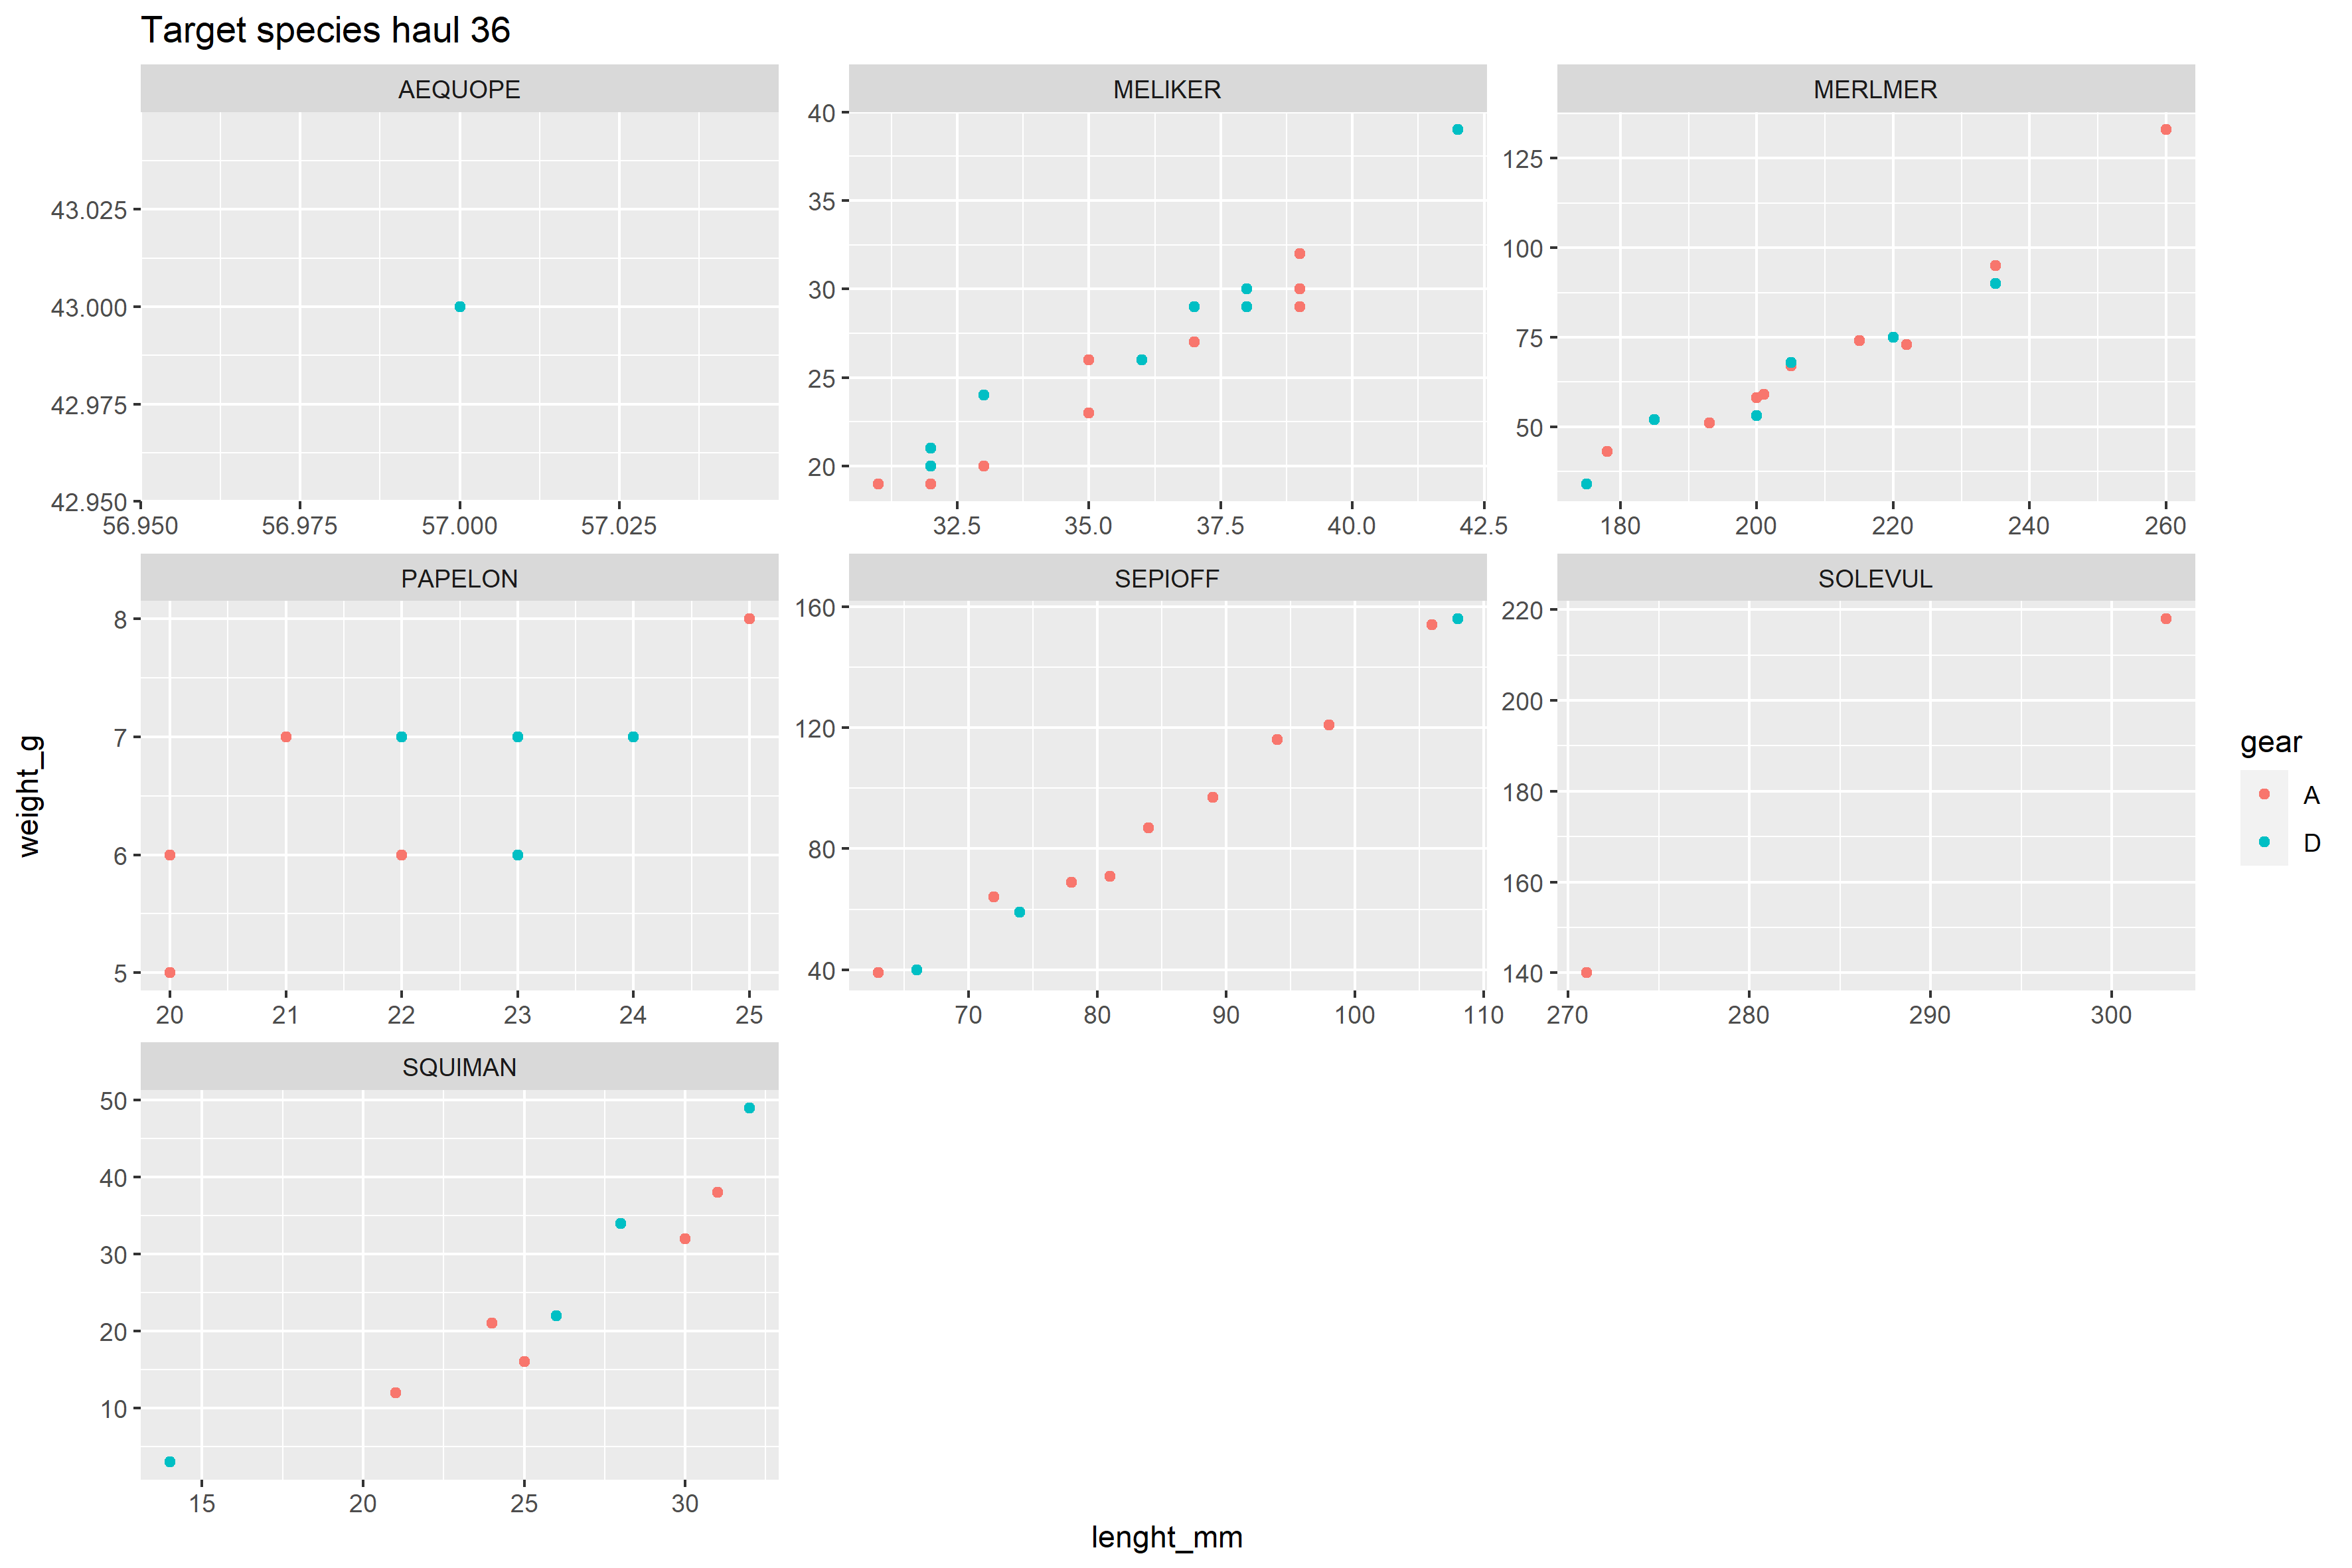 Target species haul 36
AEQUOPE
MELIKER
MERLMER
43.025
43.000
42.975
42.950
56.950 56.975 57.000 57.025
40
35
30
25
20
32.5 35.0 37.5 40.0 42.5
125
100
75
50
180 200 220 240 260
PAPELON
SEPIOFF
SOLEVUL
8
7
6
5
20 21 22 23 24 25
160
120
80
40
70 80 90 100 110
220
200
180
160
140
270 280 290 300
SQUIMAN
50
40
30
20
10
15 20 25 30
weight_g
lenght_mm
gear
A
D